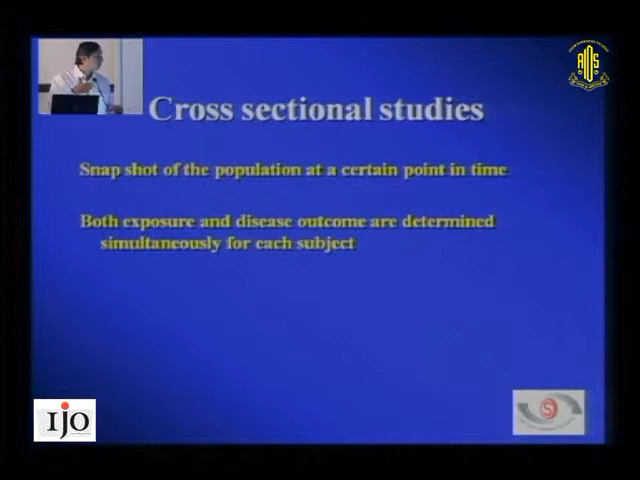 Cross sectional studies
Snap shot of the population at a certain point in time
Both exposure and disease outcome are determined
simultaneously for each subject
IJO
AIOS
S